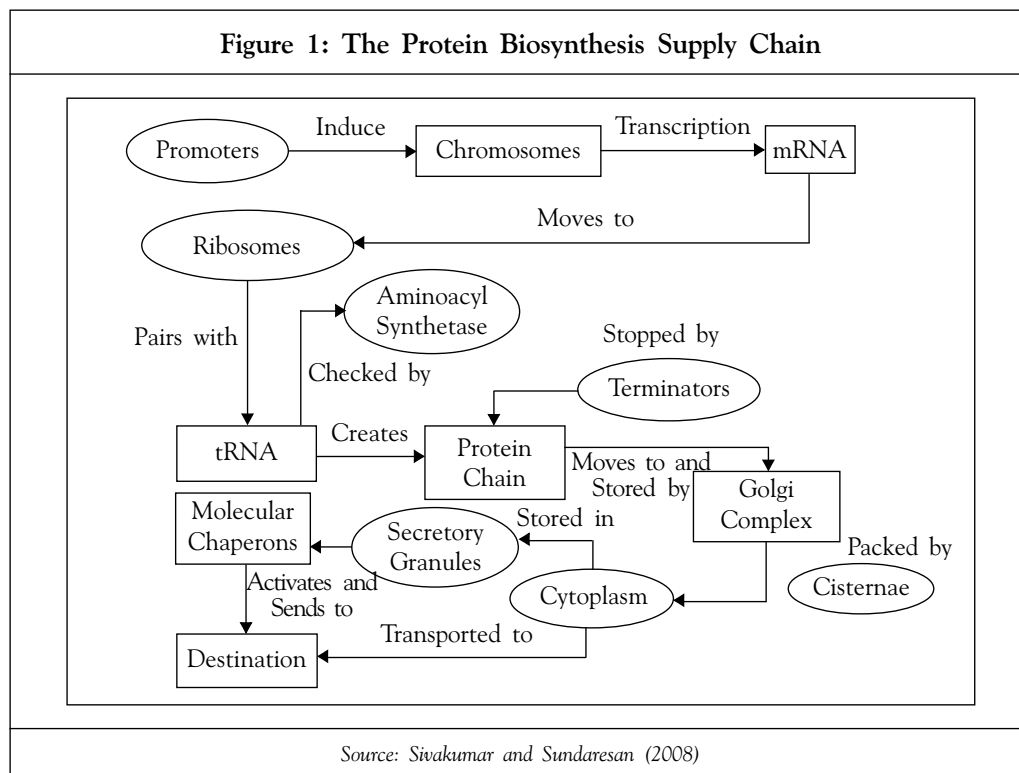 Figure 1: The Protein Biosynthesis Supply Chain
Promoters
Induce
Chromosomes
Transcription
mRNA
Moves to
Ribosomes
Pairs with
Aminoacyl
Synthetase
Checked by
Stopped by
Terminators
tRNA
Creates
Protein
Chain
Moves to and
Stored by
Golgi
Complex
Packed by
Cisternae
Cytoplasm
Stored in
Secretory
Granules
Molecular
Chaperons
Activates and
Sends to
Transported to
Destination
Source: Sivakumar and Sundaresan (2008)